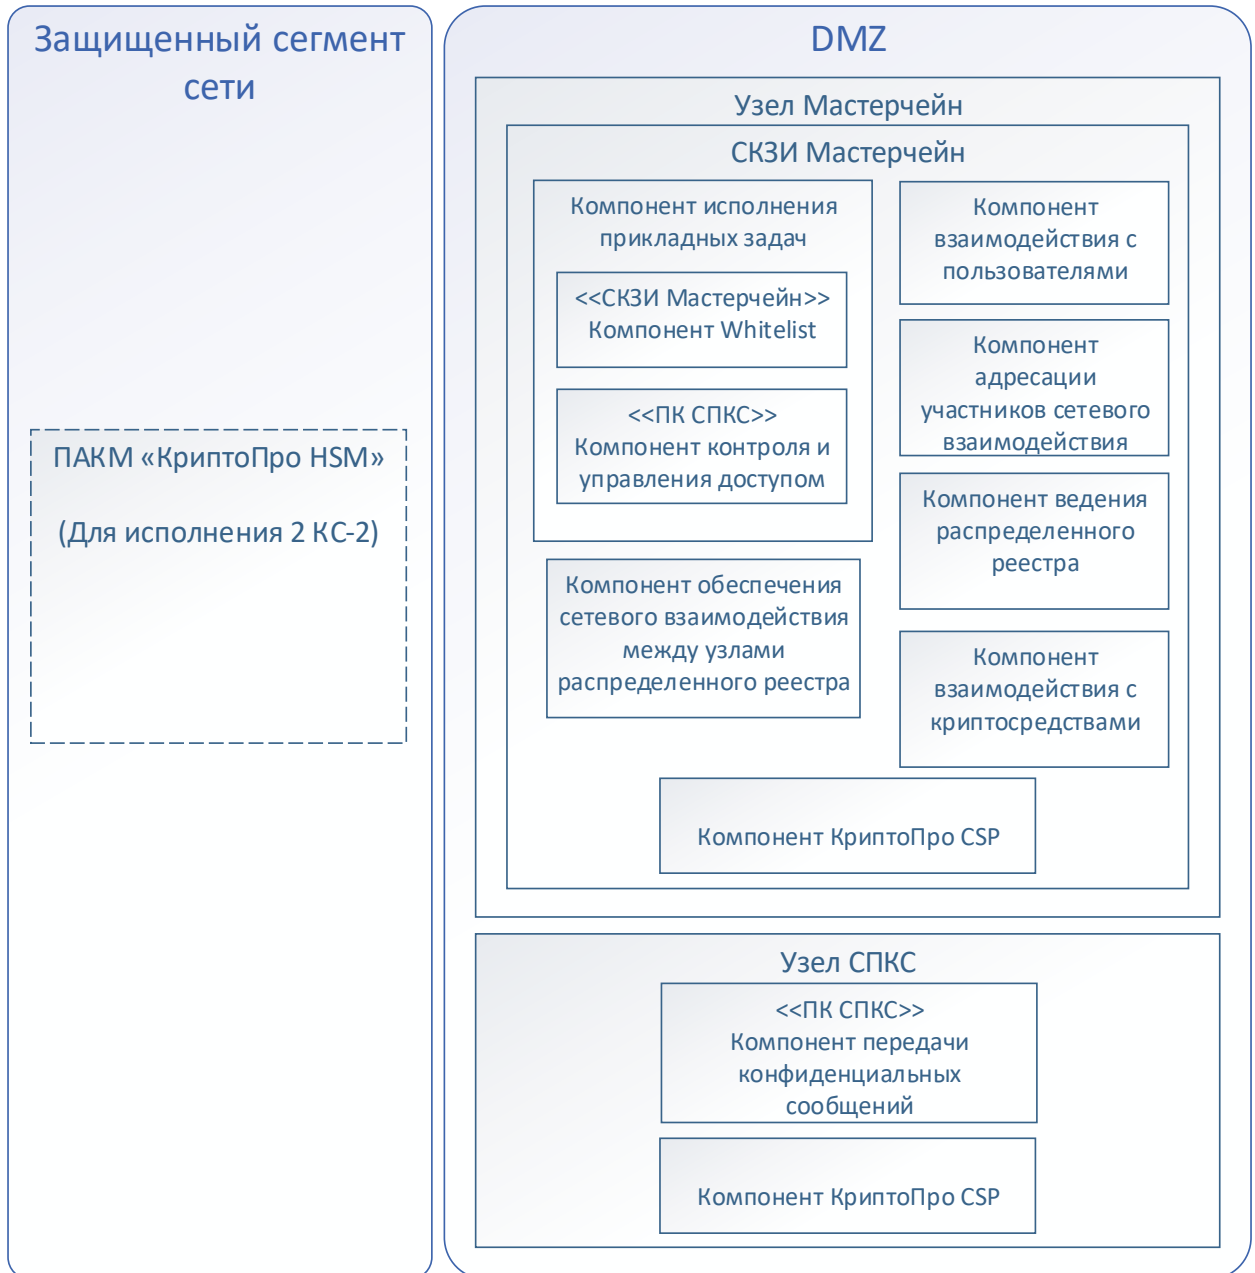 Защищенный сегмент
сети
ПАКМ «КриптоПро HSM»
(Для исполнения 2 КС-2)
DMZ
Узел Мастерчейн
СКЗИ Мастерчейн
Компонент исполнения
прикладных задач
<<СКЗИ Мастерчейн>>
Компонент Whitelist
<<ПК СПКС>>
Компонент контроля и
управления доступом
Компонент обеспечения
сетевого взаимодействия
между узлами
распределенного реестра
Компонент
взаимодействия с
пользователями
Компонент
адресации
участников сетевого
взаимодействия
Компонент ведения
распределенного
реестра
Компонент
взаимодействия с
криптосредствами
Компонент КриптоПро CSP
Узел СПКС
<<ПК СПКС>>
Компонент передачи
конфиденциальных
сообщений
Компонент КриптоПро CSP